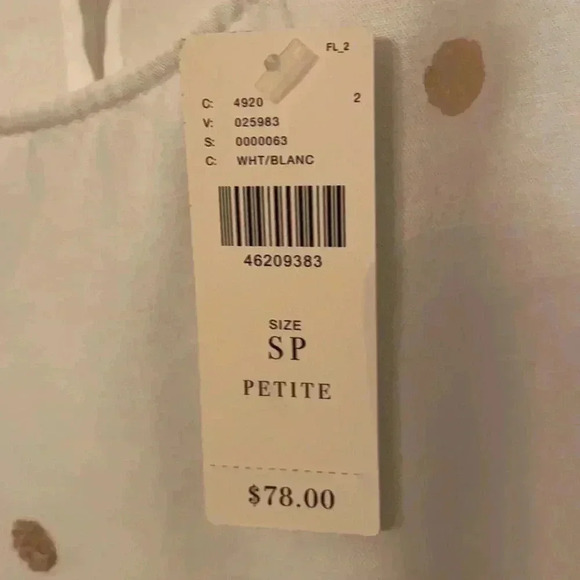 FL_2
C: 4920 2
V: 025983
S: 0000063
C: WHT/BLANC
46209383
SIZE
SP
PETITE
$78.00